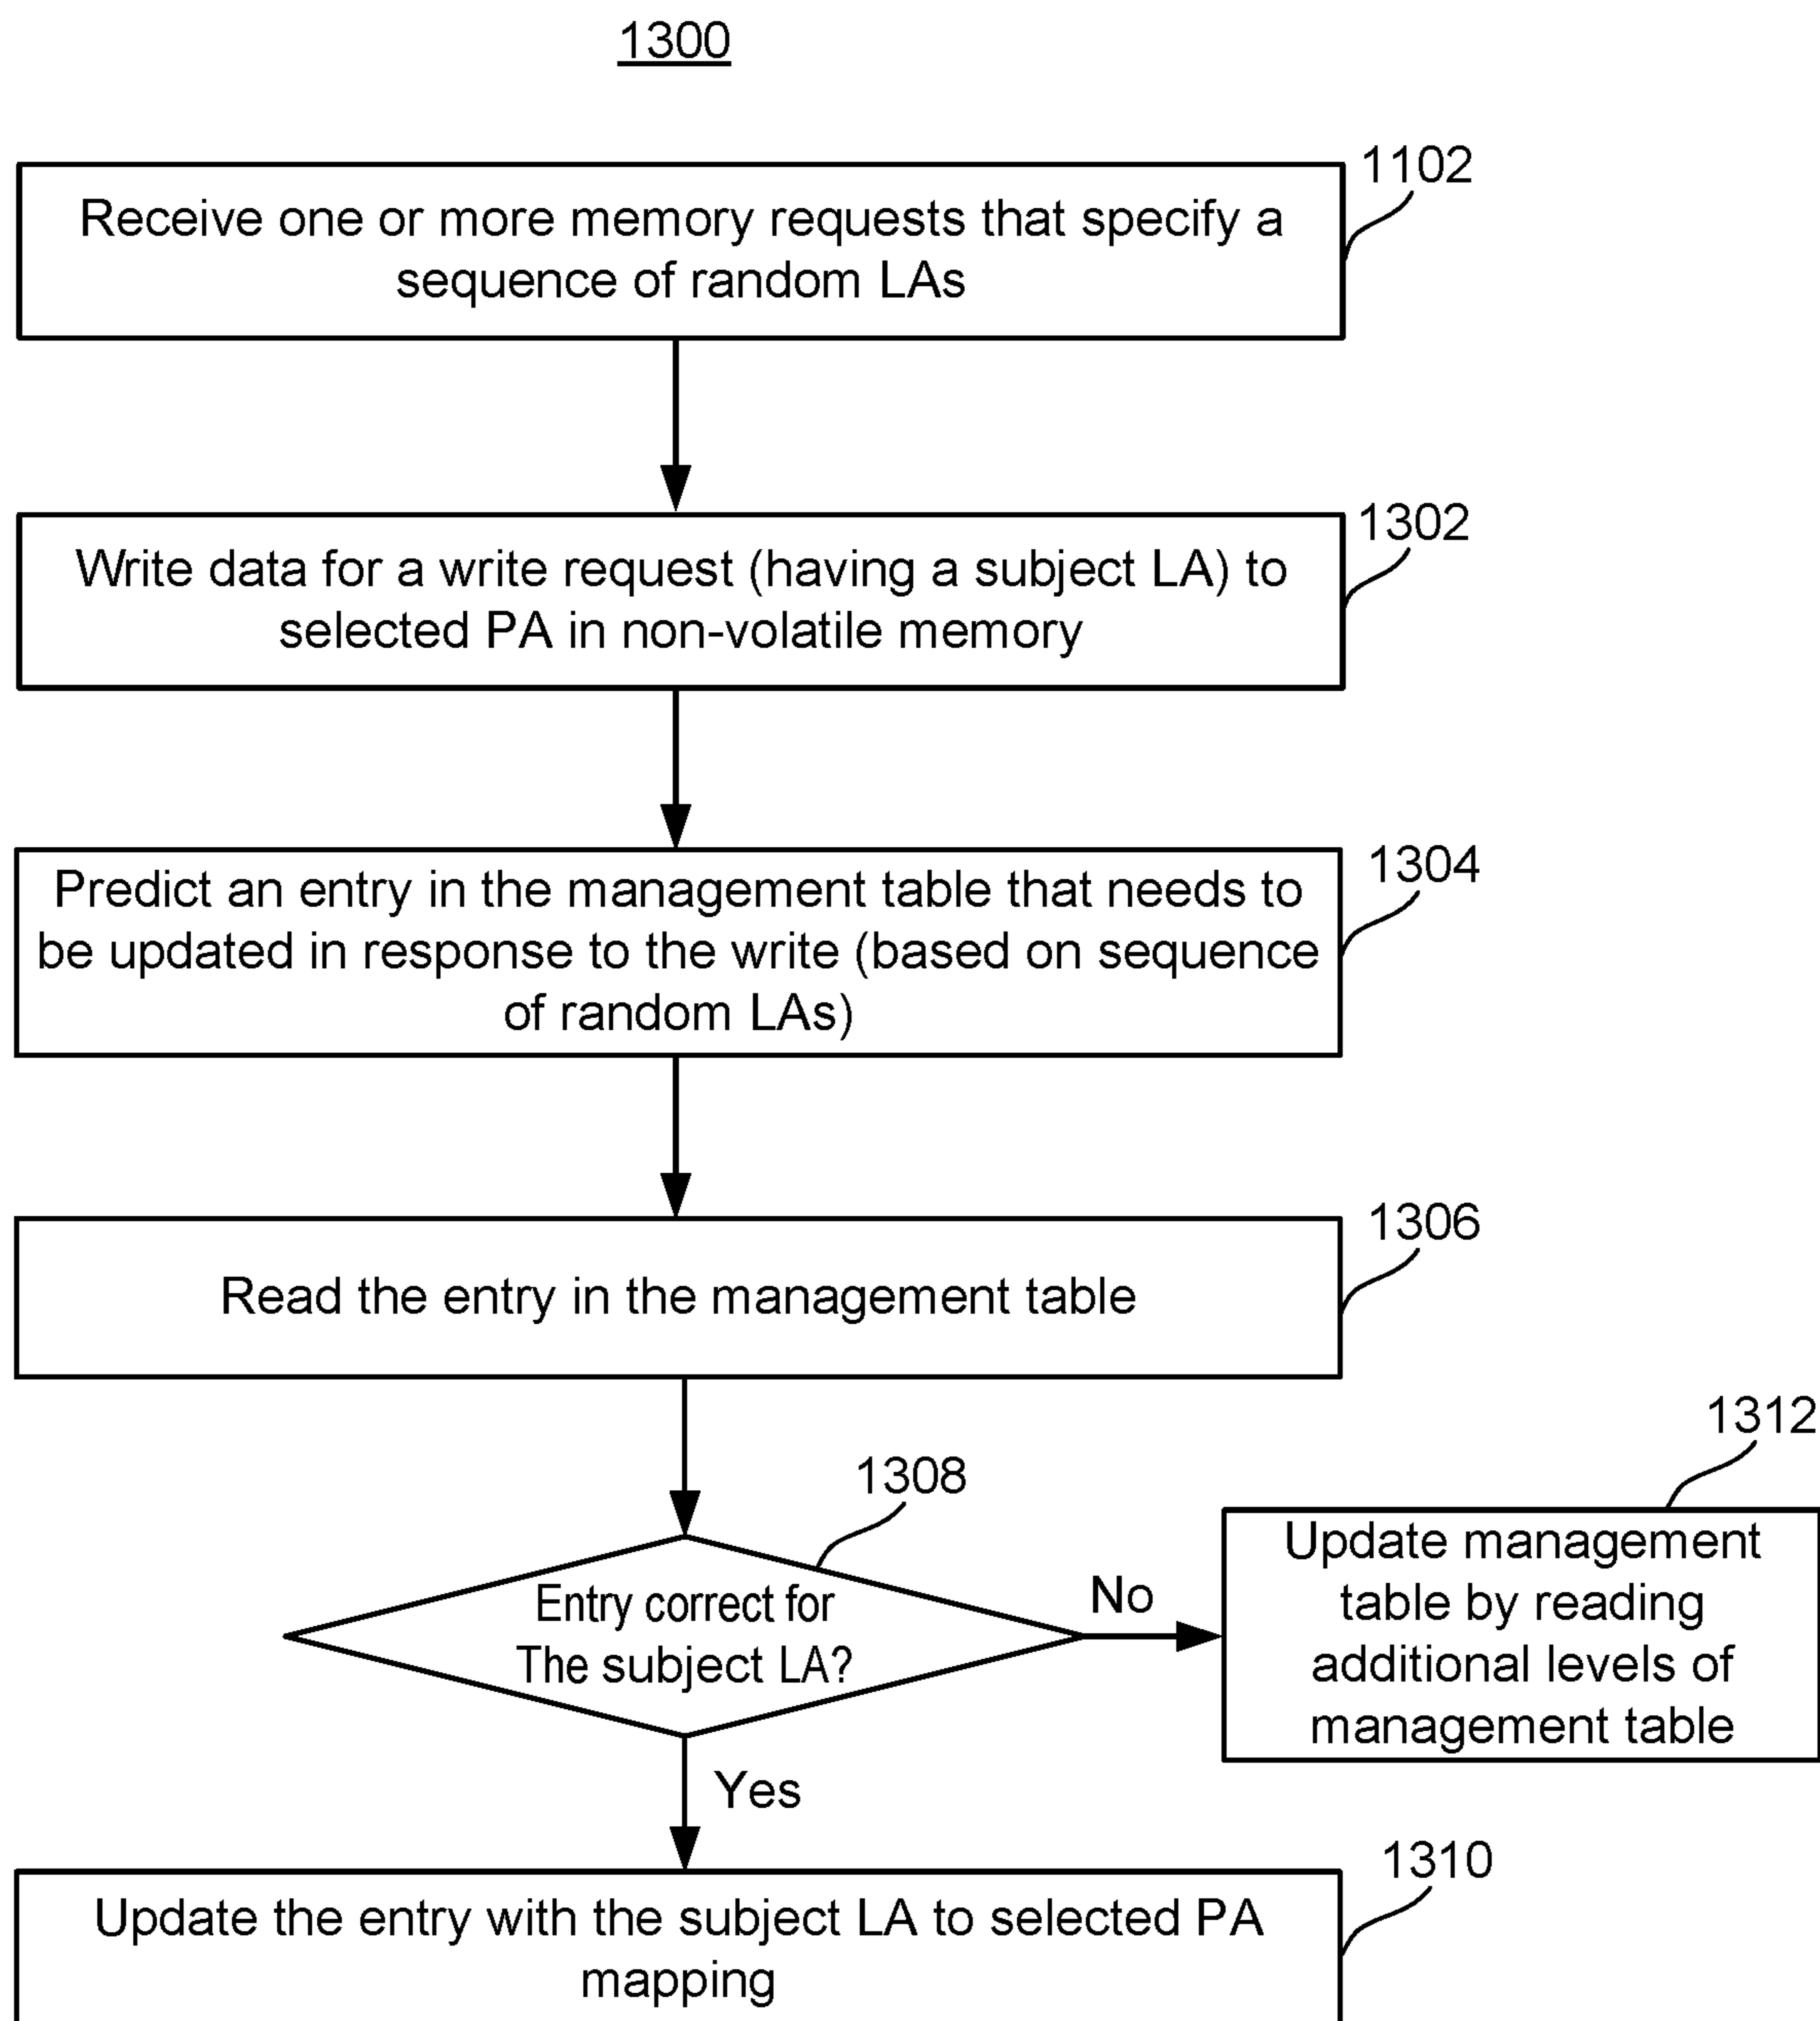 1300
1102
Receive one or more memory requests that specify a
sequence of random LAs
1302
Write data for a write request (having a subject LA) to
selected PA in non-volatile memory
1304
Predict an entry in the management table that needs to
be updated in response to the write (based on sequence
of random LAs)
1306
Read the entry in the management table
1308
Entry correct for
The subject LA?
No
1312
Update management
table by reading
additional levels of
management table
Yes
1310
Update the entry with the subject LA to selected PA
mapping